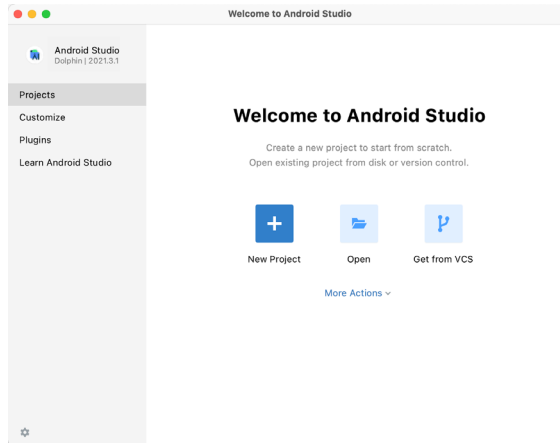 Welcome to Android Studio
Android Studio
Dolphin | 2021.3.1
Projects
Customize
Plugins
Learn Android Studio
Welcome to Android Studio
Create a new project to start from scratch.
Open existing project from disk or version control.
New Project
Open
Get from VCS
More Actions